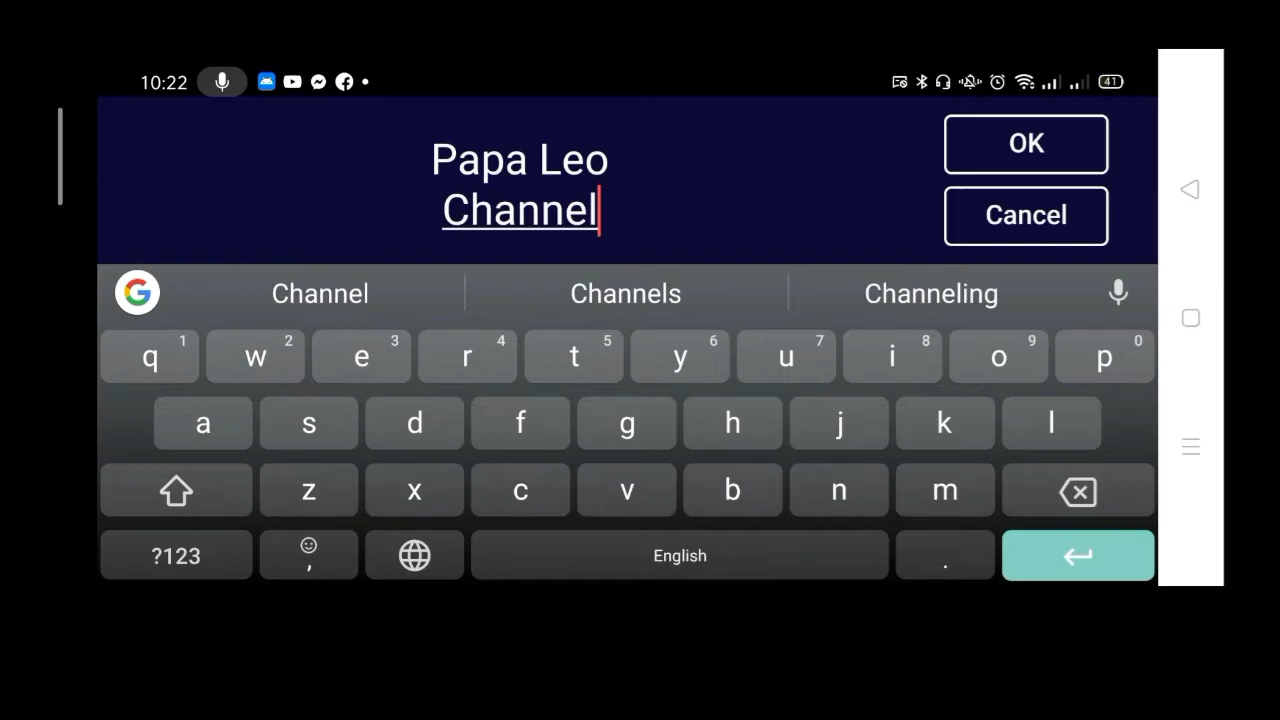 10:22
41
Papa Leo
Channel
OK
Cancel
G Channel Channels Channeling
q 1 w 2 e 3 r 4 t 5 y 6 u 7 i 8 o 9 p 0
a s d f g h j k l
z x c v b n m
?123 , English .